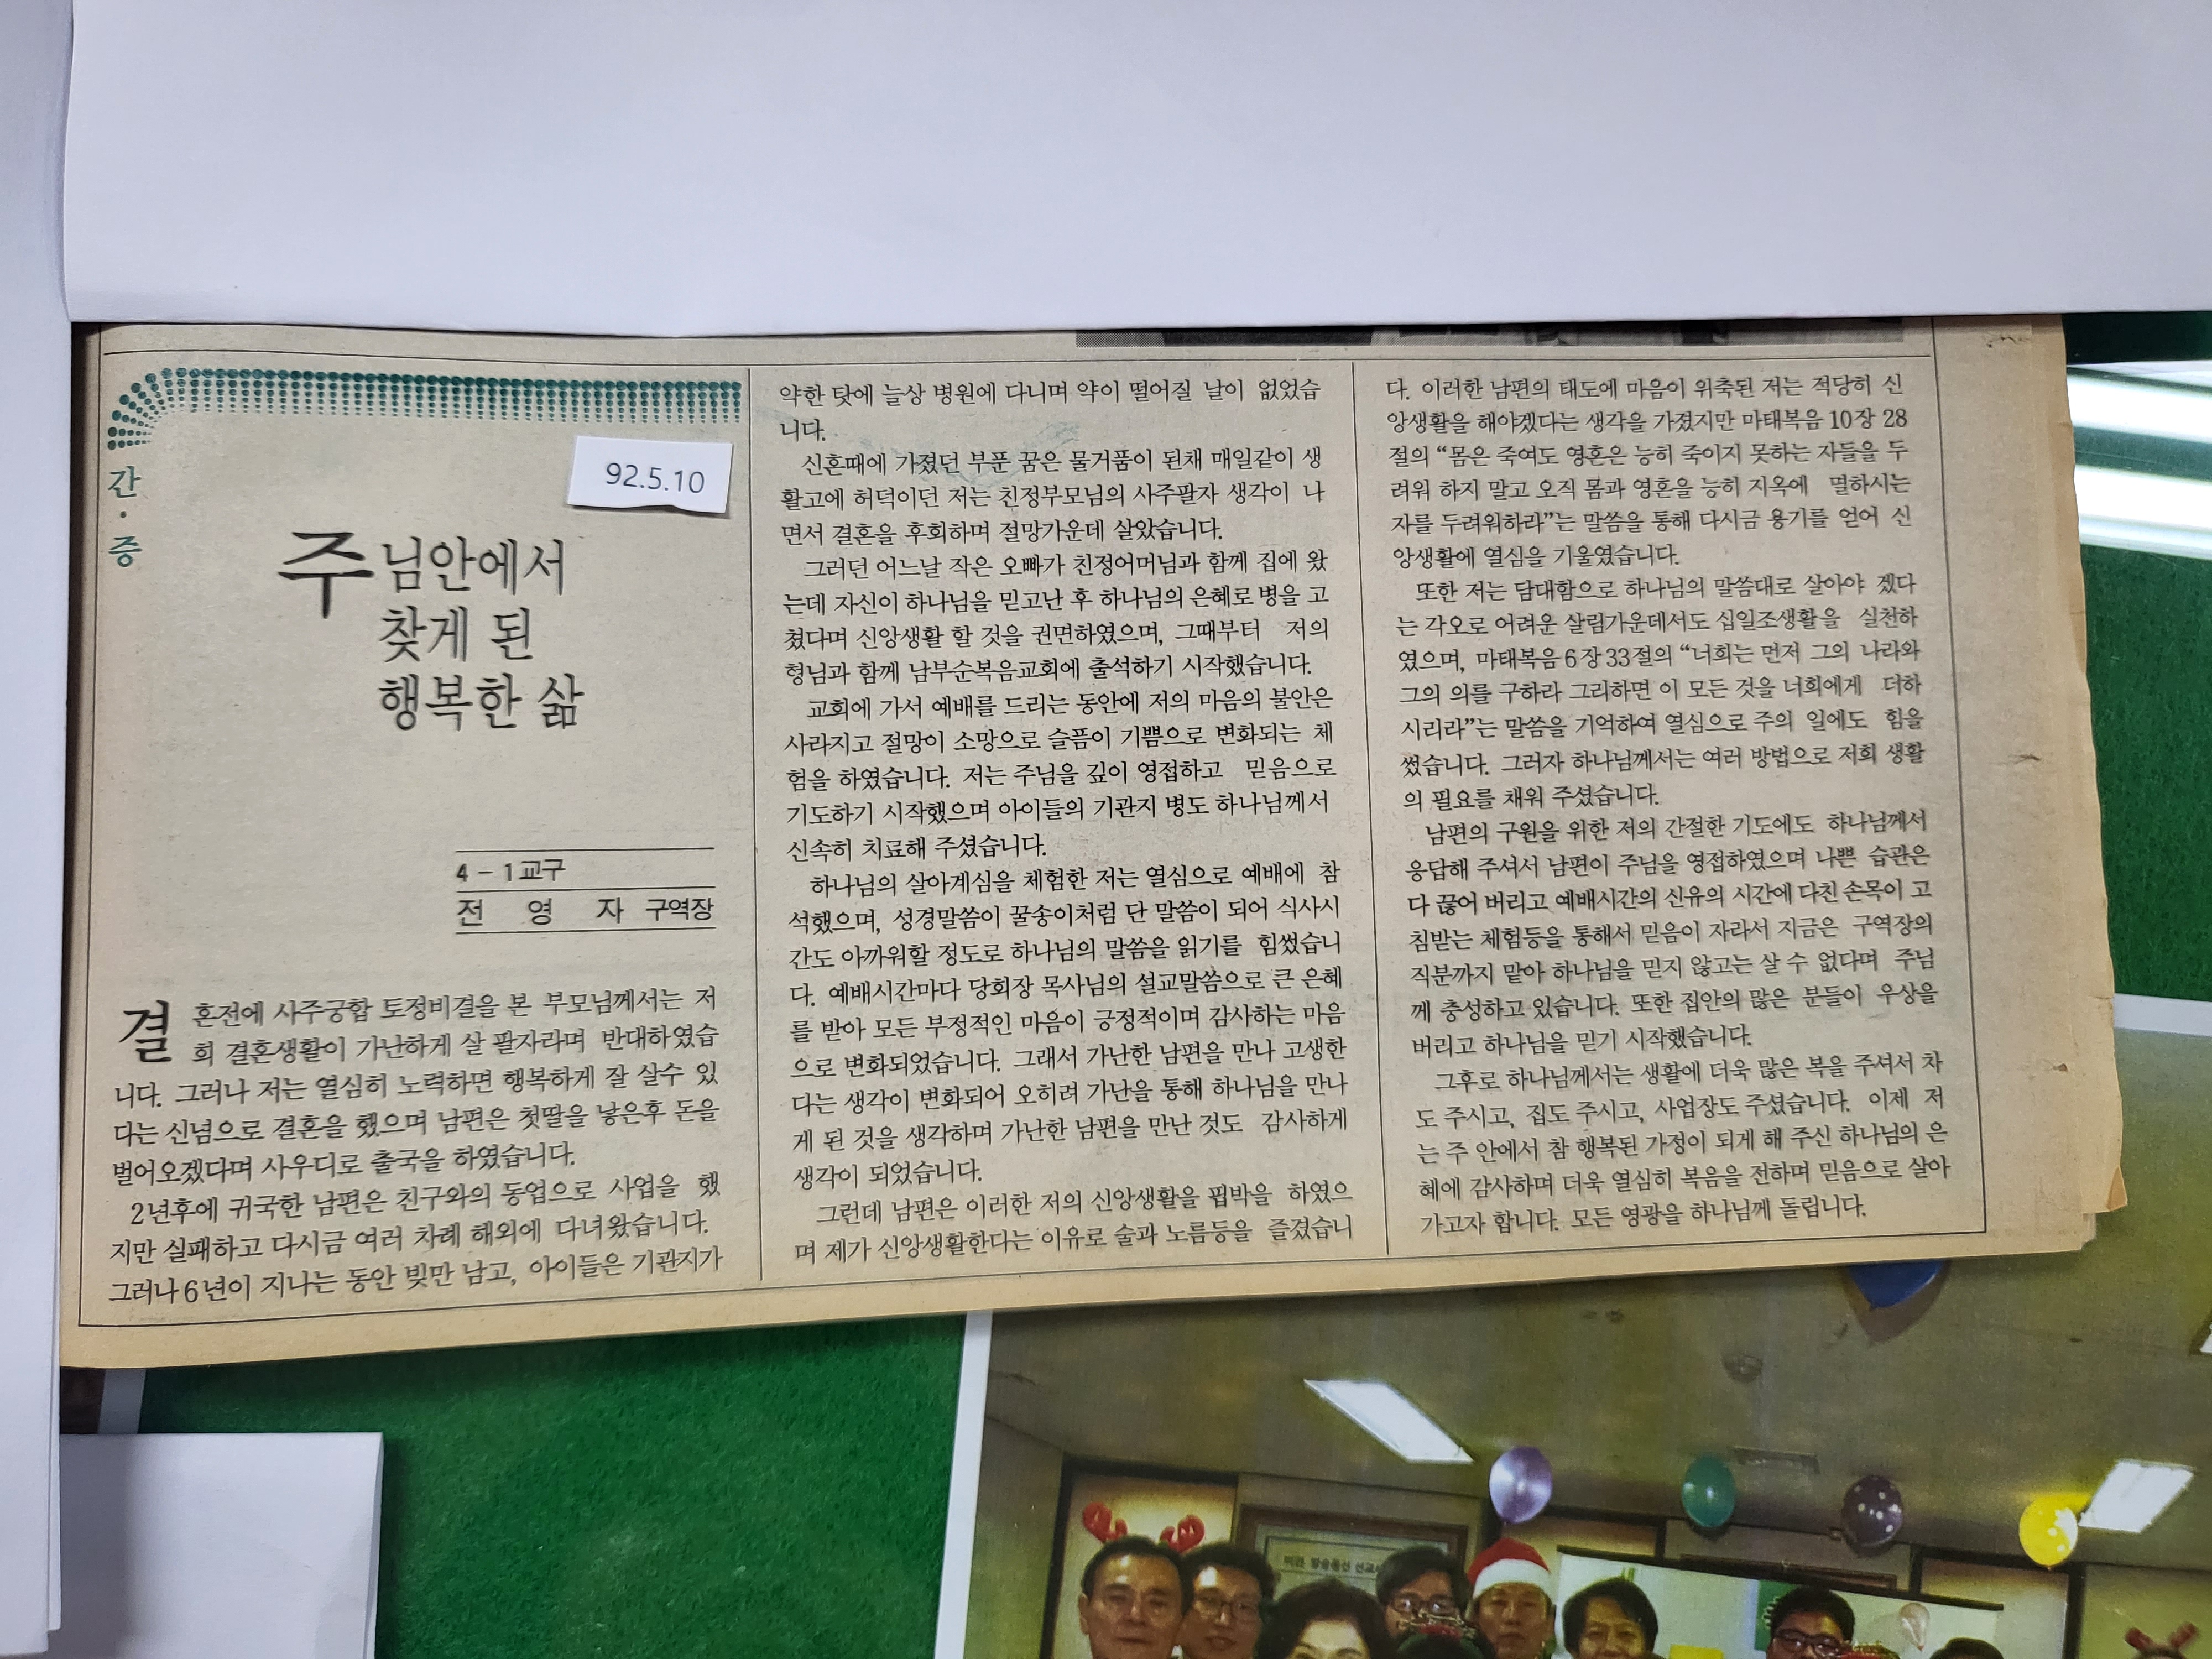 간·증
92.5.10
주님안에서
찾게 된
행복한 삶
4-1교구
전 영 자 구역장
결혼전에 사주궁합 토정비결을 본 부모님께서는 저
희 결혼생활이 가난하게 살 팔자라며 반대하였습
니다. 그러나 저는 열심히 노력하면 행복하게 잘 살수 있
다는 신념으로 결혼을 했으며 남편은 첫딸을 낳은후 돈을
벌어오겠다며 사우디로 출국을 하였습니다.
2년후에 귀국한 남편은 친구와의 동업으로 사업을 했
지만 실패하고 다시금 여러 차례 해외에 다녀왔습니다.
그러나 6년이 지나는 동안 빚만 남고, 아이들은 기관지가
약한 탓에 늘상 병원에 다니며 약이 떨어질 날이 없었습
니다.
신혼때에 가졌던 부푼 꿈은 물거품이 된채 매일같이 생
활고에 허덕이던 저는 친정부모님의 사주팔자 생각이 나
면서 결혼을 후회하며 절망가운데 살았습니다.
그러던 어느날 작은 오빠가 친정어머님과 함께 집에 왔
는데 자신이 하나님을 믿고난 후 하나님의 은혜로 병을 고
쳤다며 신앙생활 할 것을 권면하였으며, 그때부터 저의
형님과 함께 남부순복음교회에 출석하기 시작했습니다.
교회에 가서 예배를 드리는 동안에 저의 마음의 불안은
사라지고 절망이 소망으로 슬픔이 기쁨으로 변화되는 체
험을 하였습니다. 저는 주님을 깊이 영접하고 믿음으로
기도하기 시작했으며 아이들의 기관지 병도 하나님께서
신속히 치료해 주셨습니다.
하나님의 살아계심을 체험한 저는 열심으로 예배에 참
석했으며, 성경말씀이 꿀송이처럼 단 말씀이 되어 식사시
간도 아까워할 정도로 하나님의 말씀을 읽기를 힘썼습니
다. 예배시간마다 당회장 목사님의 설교말씀으로 큰 은혜
를 받아 모든 부정적인 마음이 긍정적이며 감사하는 마음
으로 변화되었습니다. 그래서 가난한 남편을 만나 고생한
다는 생각이 변화되어 오히려 가난을 통해 하나님을 만나
게 된 것을 생각하며 가난한 남편을 만난 것도 감사하게
생각이 되었습니다.
그런데 남편은 이러한 저의 신앙생활을 핍박을 하였으
며 제가 신앙생활한다는 이유로 술과 노름등을 즐겼습니
다. 이러한 남편의 태도에 마음이 위축된 저는 적당히 신
앙생활을 해야겠다는 생각을 가졌지만 마태복음 10장 28
절의 “몸은 죽여도 영혼은 능히 죽이지 못하는 자들을 두
려워 하지 말고 오직 몸과 영혼을 능히 지옥에 멸하시는
자를 두려워하라”는 말씀을 통해 다시금 용기를 얻어 신
앙생활에 열심을 기울였습니다.
또한 저는 담대함으로 하나님의 말씀대로 살아야 겠다
는 각오로 어려운 살림가운데서도 십일조생활을 실천하
였으며, 마태복음 6장 33절의 “너희는 먼저 그의 나라와
그의 의를 구하라 그리하면 이 모든 것을 너희에게 더하
시리라”는 말씀을 기억하여 열심으로 주의 일에도 힘을
썼습니다. 그러자 하나님께서는 여러 방법으로 저희 생활
의 필요를 채워 주셨습니다.
남편의 구원을 위한 저의 간절한 기도에도 하나님께서
응답해 주셔서 남편이 주님을 영접하였으며 나쁜 습관은
다 끊어 버리고 예배시간의 신유의 시간에 다친 손목이 고
침받는 체험등을 통해서 믿음이 자라서 지금은 구역장의
직분까지 맡아 하나님을 믿지 않고는 살 수 없다며 주님
께 충성하고 있습니다. 또한 집안의 많은 분들이 우상을
버리고 하나님을 믿기 시작했습니다.
그후로 하나님께서는 생활에 더욱 많은 복을 주셔서 차
도 주시고, 집도 주시고, 사업장도 주셨습니다. 이제 저
는 주 안에서 참 행복된 가정이 되게 해 주신 하나님의 은
혜에 감사하며 더욱 열심히 복음을 전하며 믿음으로 살아
가고자 합니다. 모든 영광을 하나님께 돌립니다.